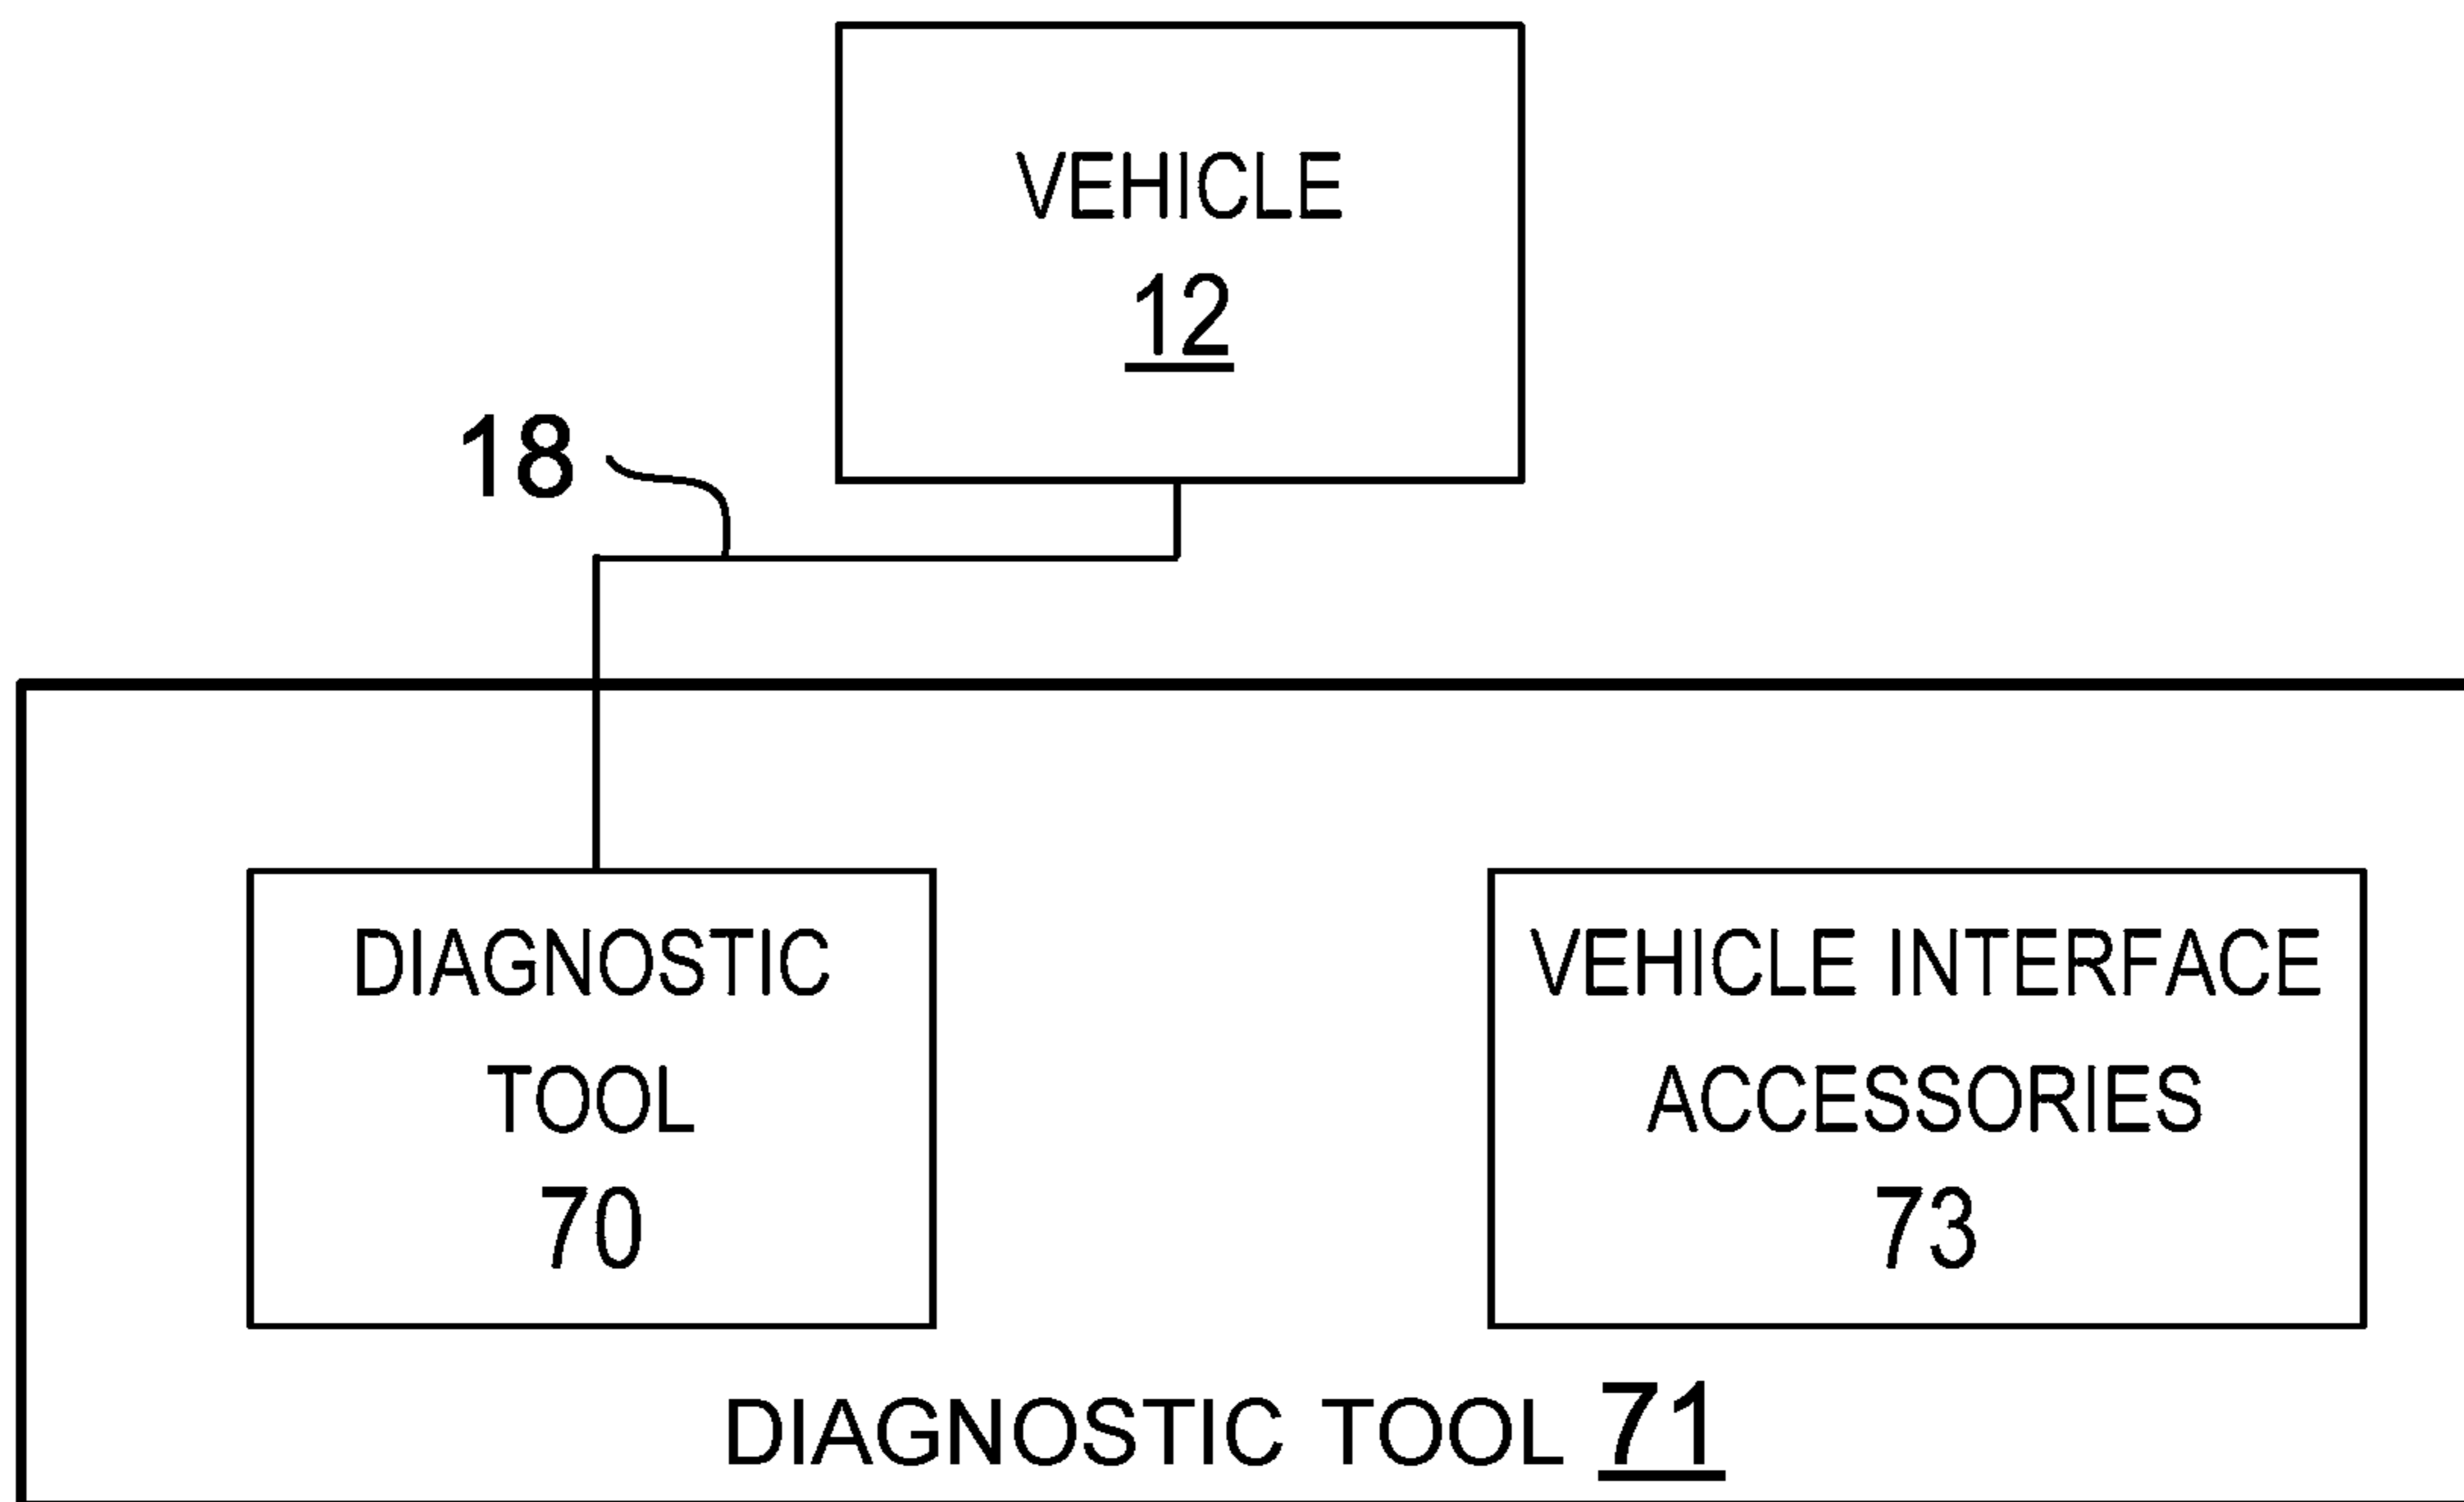 VEHICLE
12
18
DIAGNOSTIC
TOOL
70
VEHICLE INTERFACE
ACCESSORIES
73
DIAGNOSTIC TOOL 71